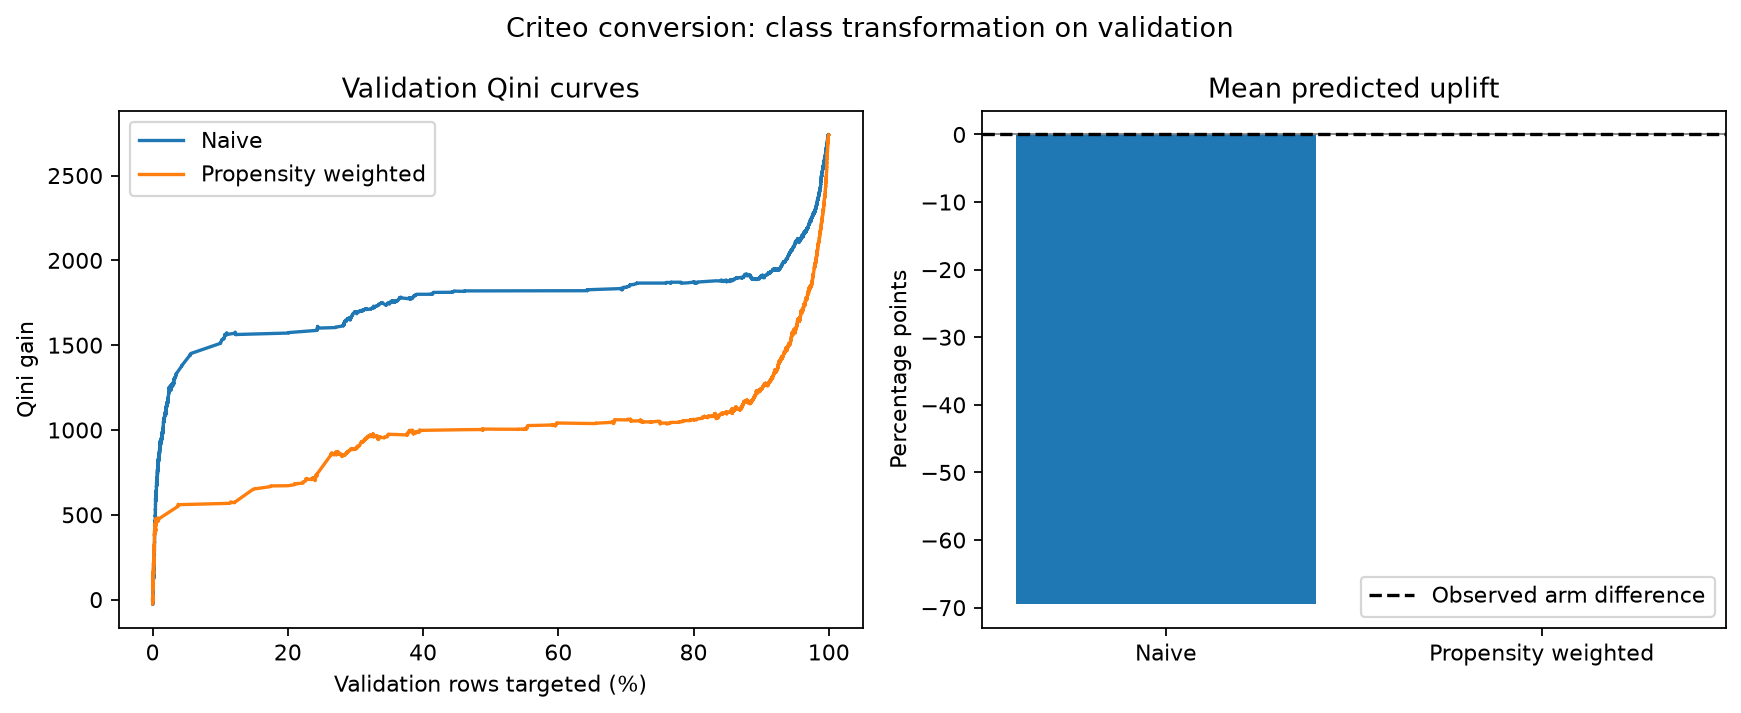 Criteo conversion: class transformation on validation
Validation Qini curves
Naive
Propensity weighted
Qini gain
2500
2000
1500
1000
500
0
0 20 40 60 80 100
Validation rows targeted (%)
Mean predicted uplift
Percentage points
0
−10
−20
−30
−40
−50
−60
−70
Observed arm difference
Naive Propensity weighted